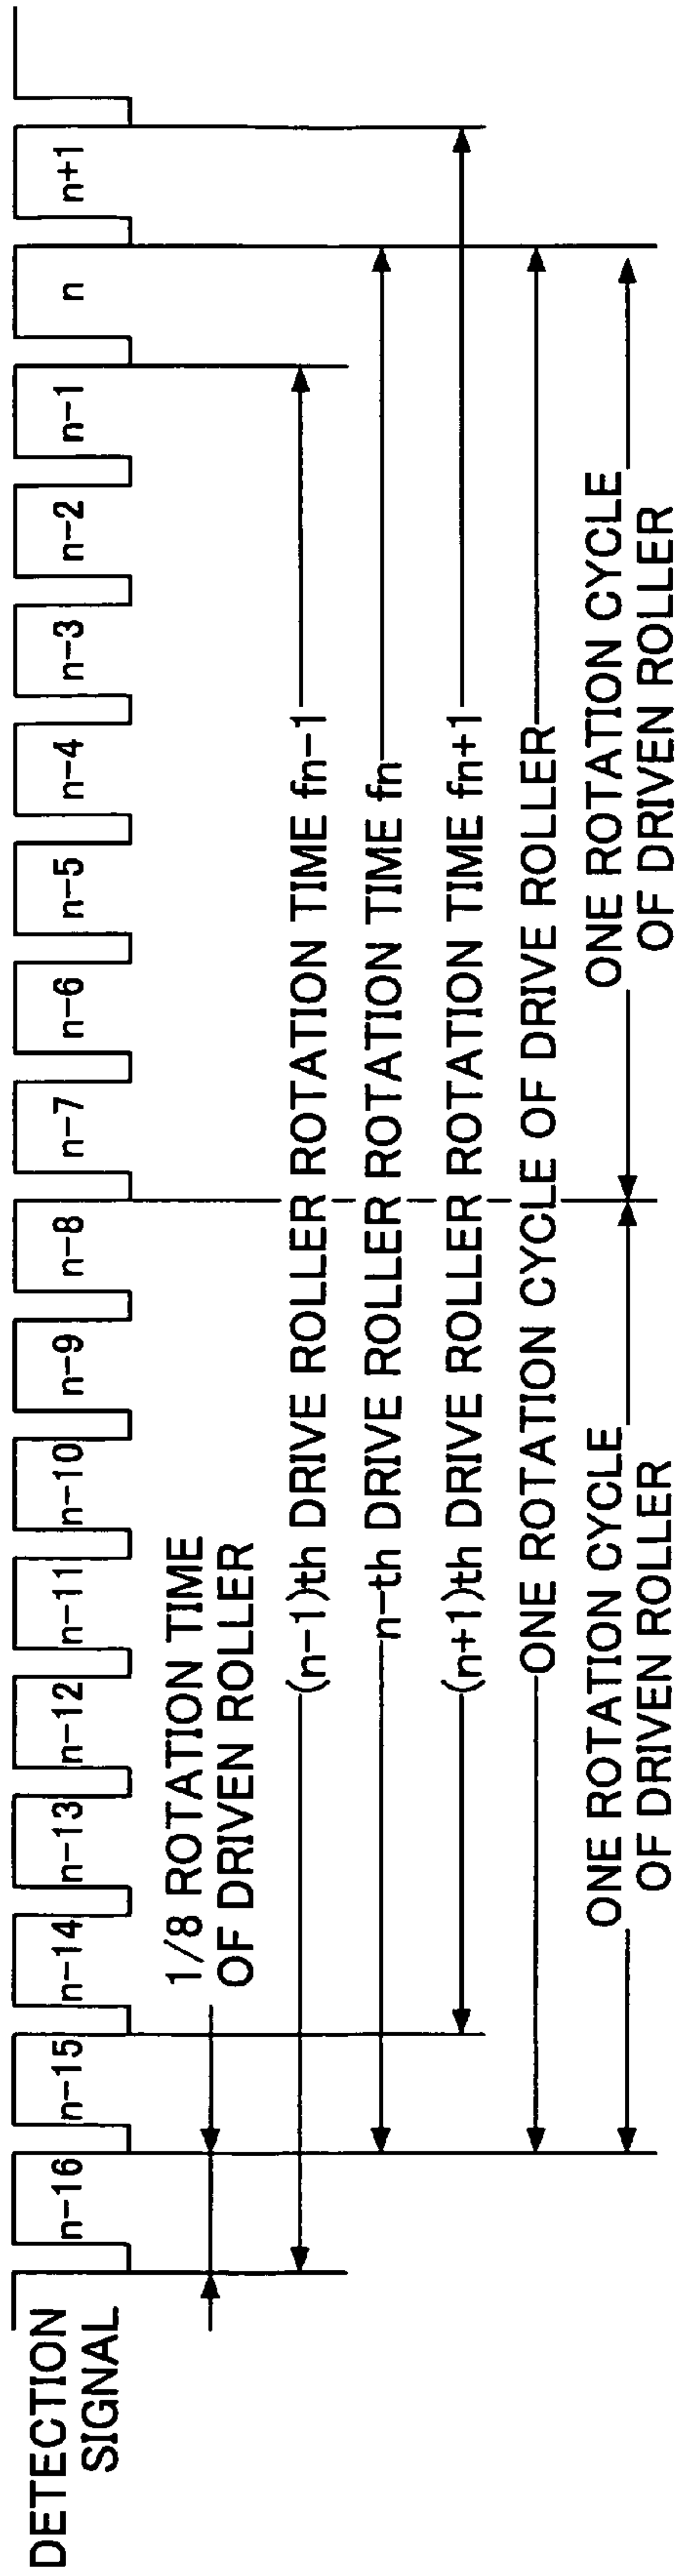 DETECTION
SIGNAL
n-16
n-15
n-14
n-13
n-12
n-11
n-10
n-9
n-8
n-7
n-6
n-5
n-4
n-3
n-2
n-1
n
n+1
1/8 ROTATION TIME
OF DRIVEN ROLLER
(n-1)th DRIVE ROLLER ROTATION TIME fn-1
n-th DRIVE ROLLER ROTATION TIME fn
(n+1)th DRIVE ROLLER ROTATION TIME fn+1
ONE ROTATION CYCLE OF DRIVE ROLLER
ONE ROTATION CYCLE
OF DRIVEN ROLLER
ONE ROTATION CYCLE
OF DRIVEN ROLLER